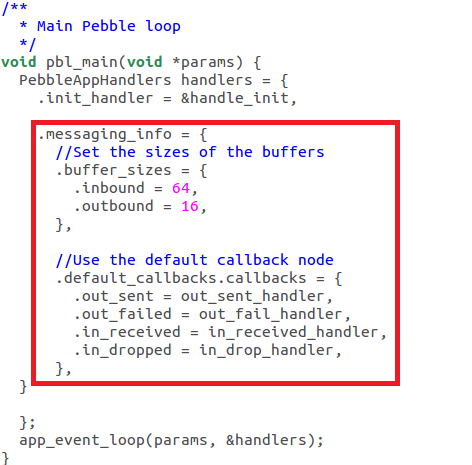 /**
 * Main Pebble loop
 */
void pbl_main(void *params) {
  PebbleAppHandlers handlers = {
    .init_handler = &handle_init,

    .messaging_info = {
      //Set the sizes of the buffers
      .buffer_sizes = {
        .inbound = 64,
        .outbound = 16,
      },

      //Use the default callback node
      .default_callbacks.callbacks = {
        .out_sent = out_sent_handler,
        .out_failed = out_fail_handler,
        .in_received = in_received_handler,
        .in_dropped = in_drop_handler,
      },
  }

  };
  app_event_loop(params, &handlers);
}